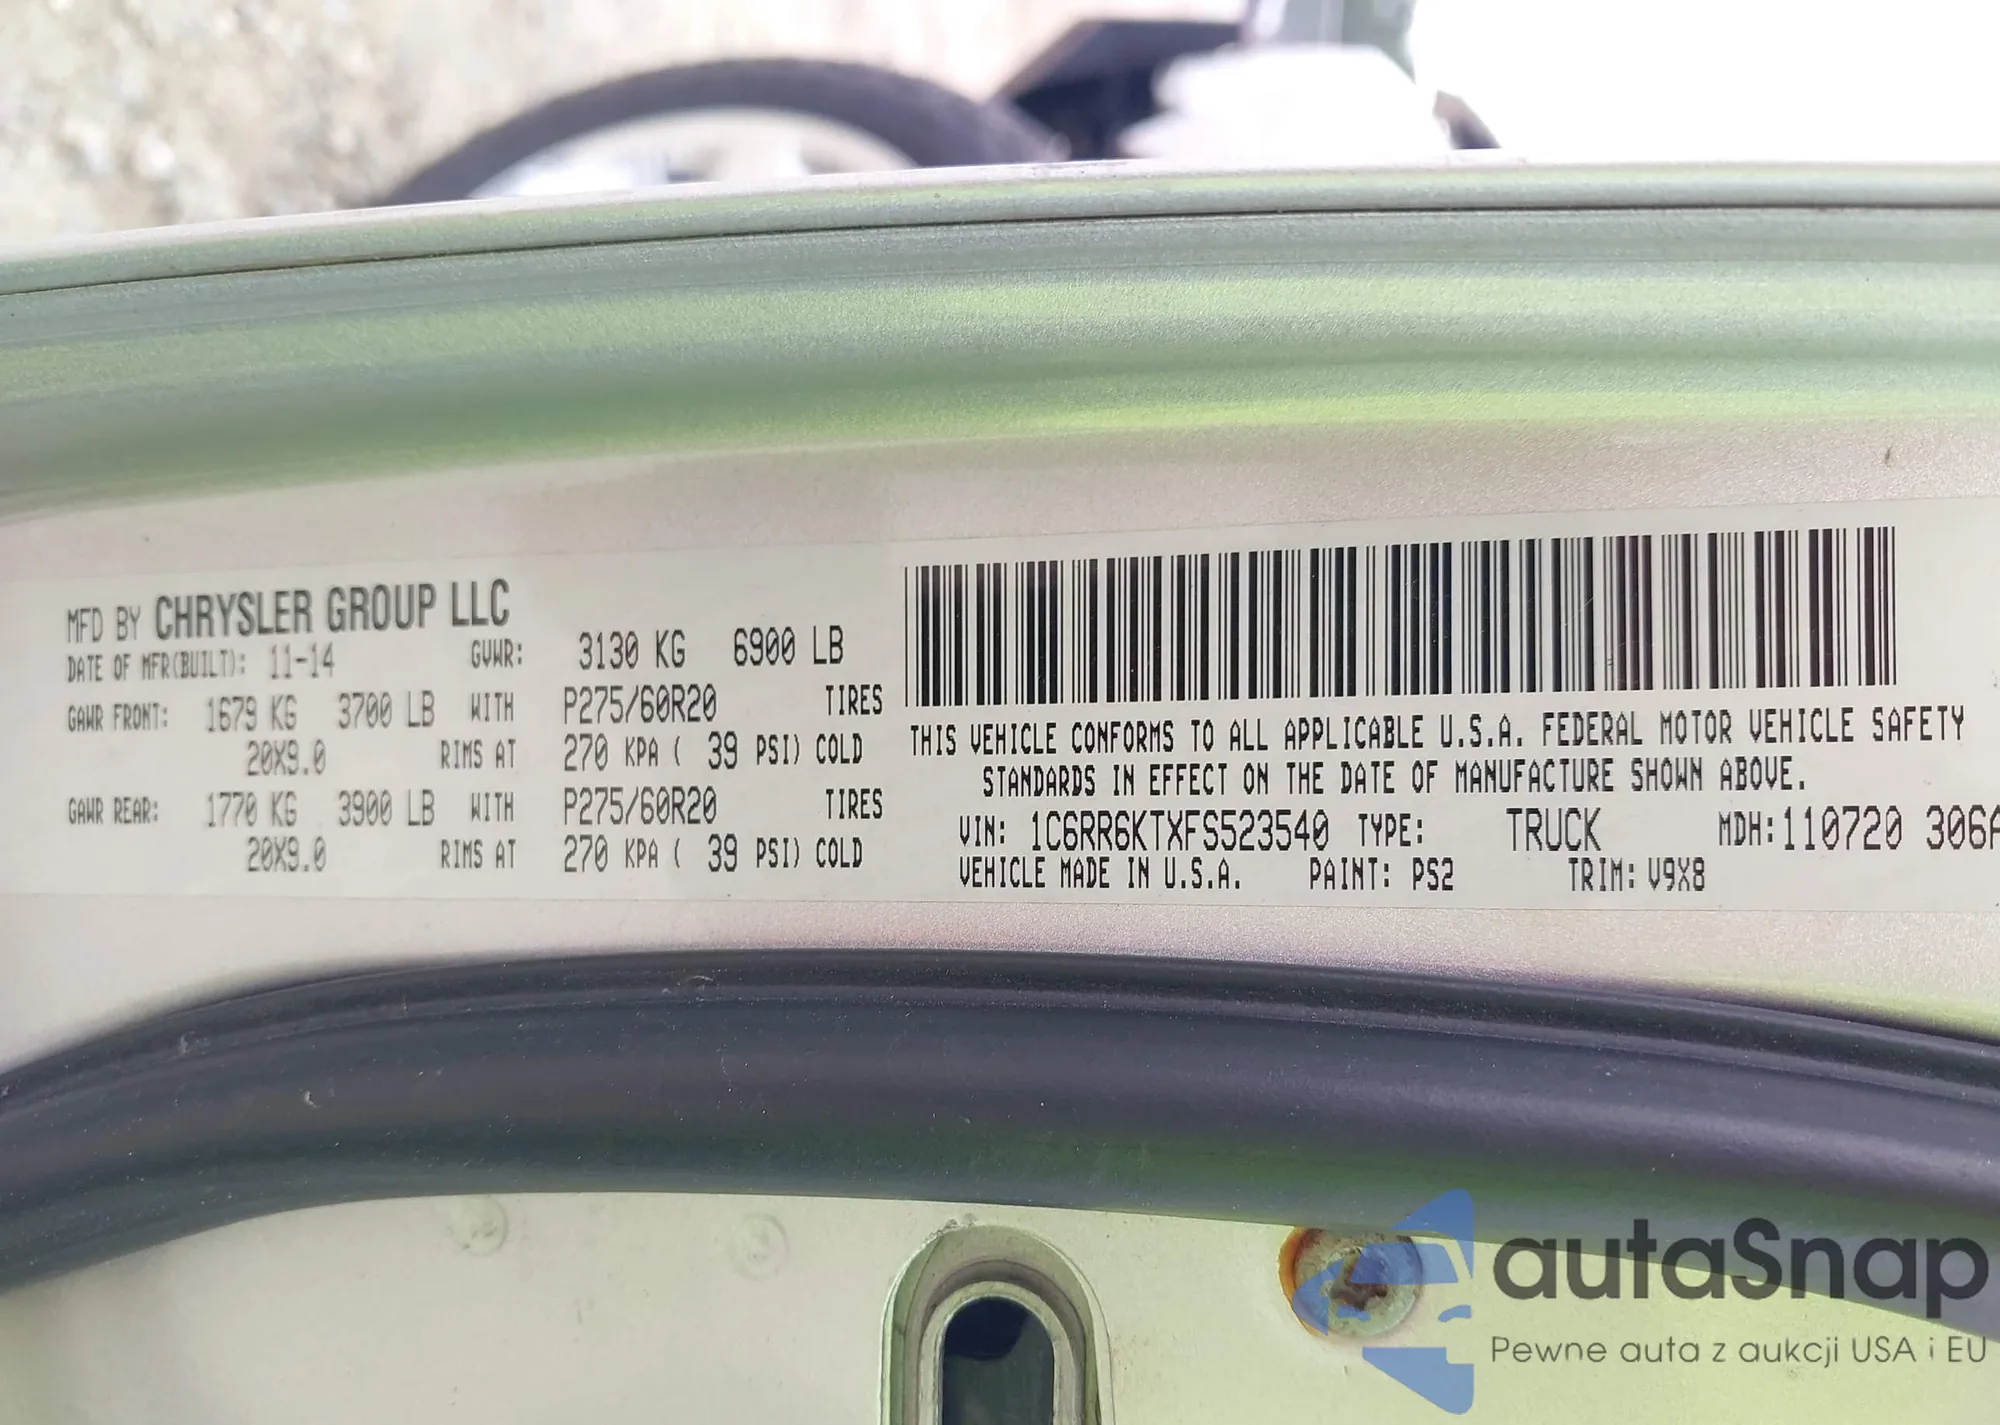 MFD BY CHRYSLER GROUP LLC
DATE OF MFR(BUILT): 11-14 GVWR: 3130 KG 6900 LB
GAWR FRONT: 1679 KG 3700 LB WITH P275/60R20 TIRES
20X9.0 RIMS AT 270 KPA ( 39 PSI) COLD
GAWR REAR: 1770 KG 3900 LB WITH P275/60R20 TIRES
20X9.0 RIMS AT 270 KPA ( 39 PSI) COLD
THIS VEHICLE CONFORMS TO ALL APPLICABLE U.S.A. FEDERAL MOTOR VEHICLE SAFETY
STANDARDS IN EFFECT ON THE DATE OF MANUFACTURE SHOWN ABOVE.
VIN: 1C6RR6KTXFS523540 TYPE: TRUCK MDH:110720 306A
VEHICLE MADE IN U.S.A. PAINT: PS2 TRIM: V9X8
autaSnap
Pewne auta z aukcji USA i EU